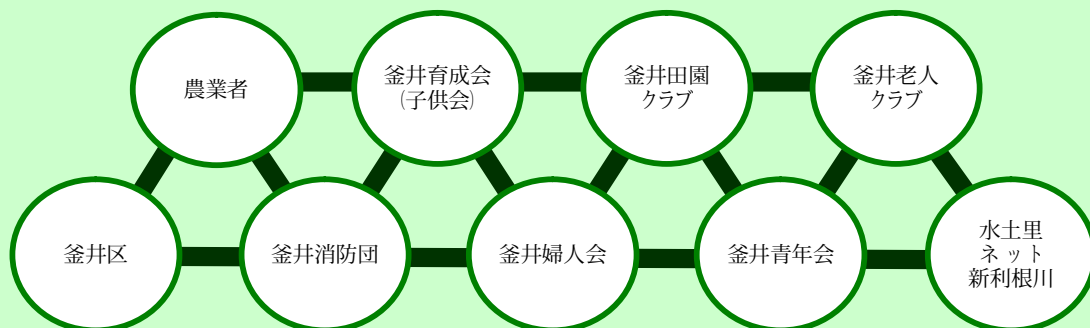 農業者
釜井育成会
(子供会)
釜井田園
クラブ
釜井老人
クラブ
釜井区
釜井消防団
釜井婦人会
釜井青年会
水土里
ネット
新利根川